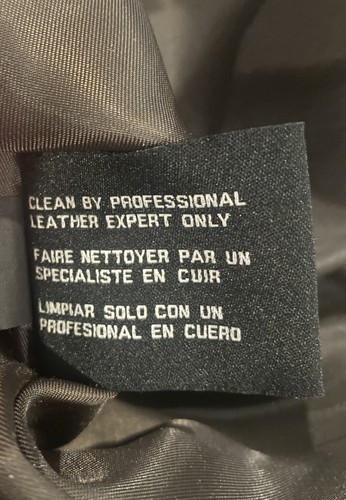 CLEAN BY PROFESSIONAL
LEATHER EXPERT ONLY
FAIRE NETTOYER PAR UN
SPECIALISTE EN CUIR
LIMPIAR SOLO CON UN
PROFESIONAL EN CUERO